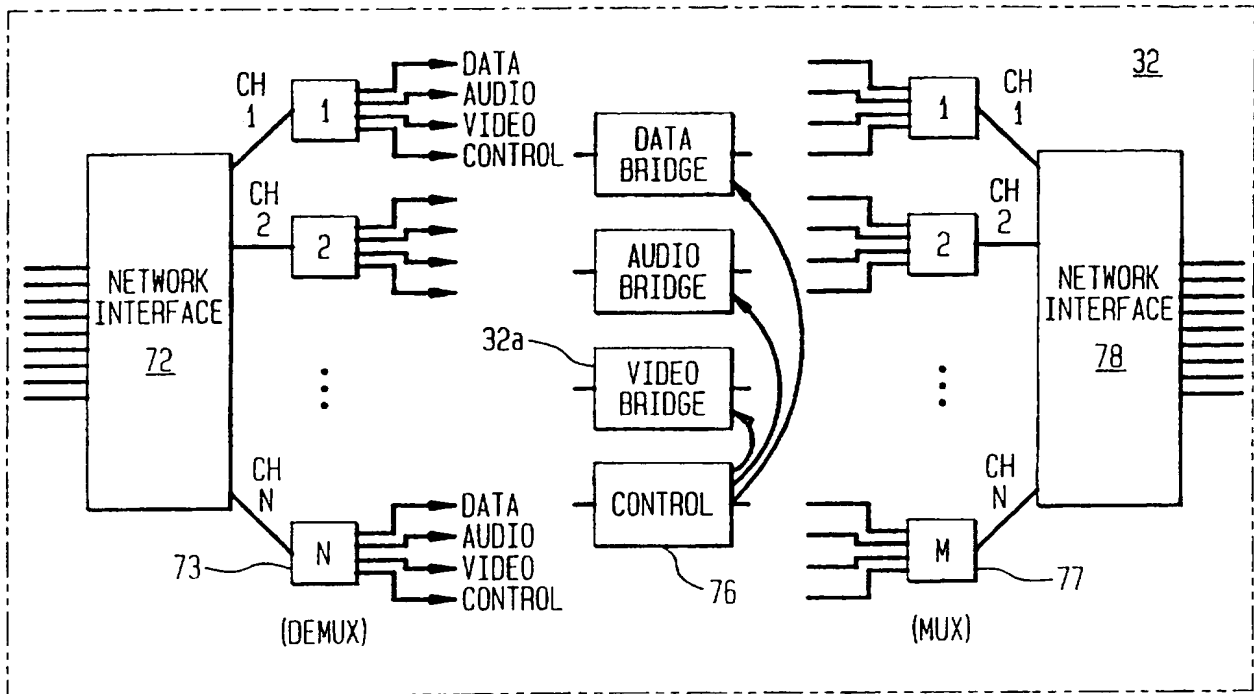 32
CH
1
1
DATA
AUDIO
VIDEO
CONTROL
CH
2
2
NETWORK
INTERFACE
72
CH
N
N
73
DATA
AUDIO
VIDEO
CONTROL
(DEMUX)
DATA
BRIDGE
AUDIO
BRIDGE
32a
VIDEO
BRIDGE
CONTROL
76
1
CH
1
2
CH
2
NETWORK
INTERFACE
78
CH
N
M
77
(MUX)